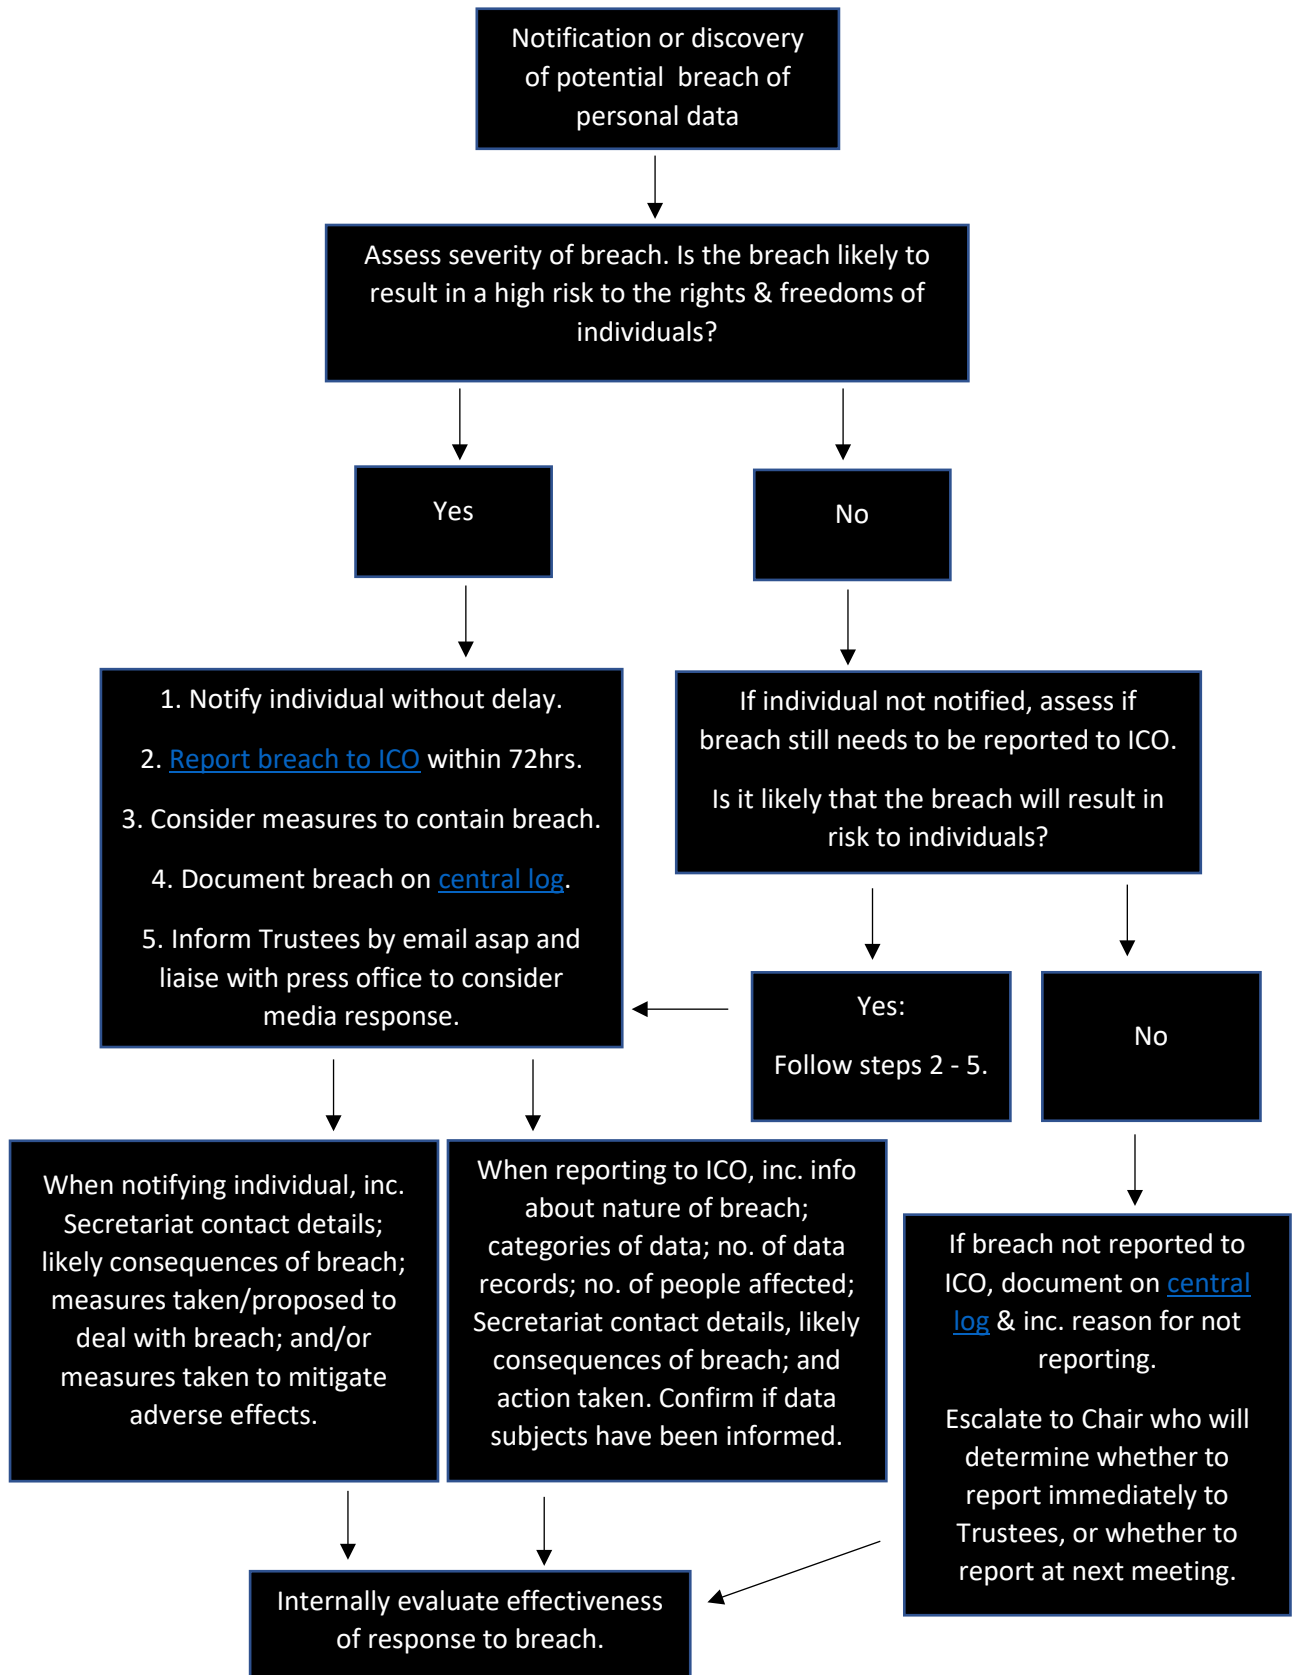 Notification or discovery
of potential breach of
personal data
Assess severity of breach. Is the breach likely to
result in a high risk to the rights & freedoms of
individuals?
Yes
No
1. Notify individual without delay.
2. Report breach to ICO within 72hrs.
3. Consider measures to contain breach.
4. Document breach on central log.
5. Inform Trustees by email asap and
liaise with press office to consider
media response.
If individual not notified, assess if
breach still needs to be reported to ICO.
Is it likely that the breach will result in
risk to individuals?
Yes:
Follow steps 2 - 5.
No
When notifying individual, inc.
Secretariat contact details;
likely consequences of breach;
measures taken/proposed to
deal with breach; and/or
measures taken to mitigate
adverse effects.
When reporting to ICO, inc. info
about nature of breach;
categories of data; no. of data
records; no. of people affected;
Secretariat contact details, likely
consequences of breach; and
action taken. Confirm if data
subjects have been informed.
If breach not reported to
ICO, document on central
log & inc. reason for not
reporting.
Escalate to Chair who will
determine whether to
report immediately to
Trustees, or whether to
report at next meeting.
Internally evaluate effectiveness
of response to breach.